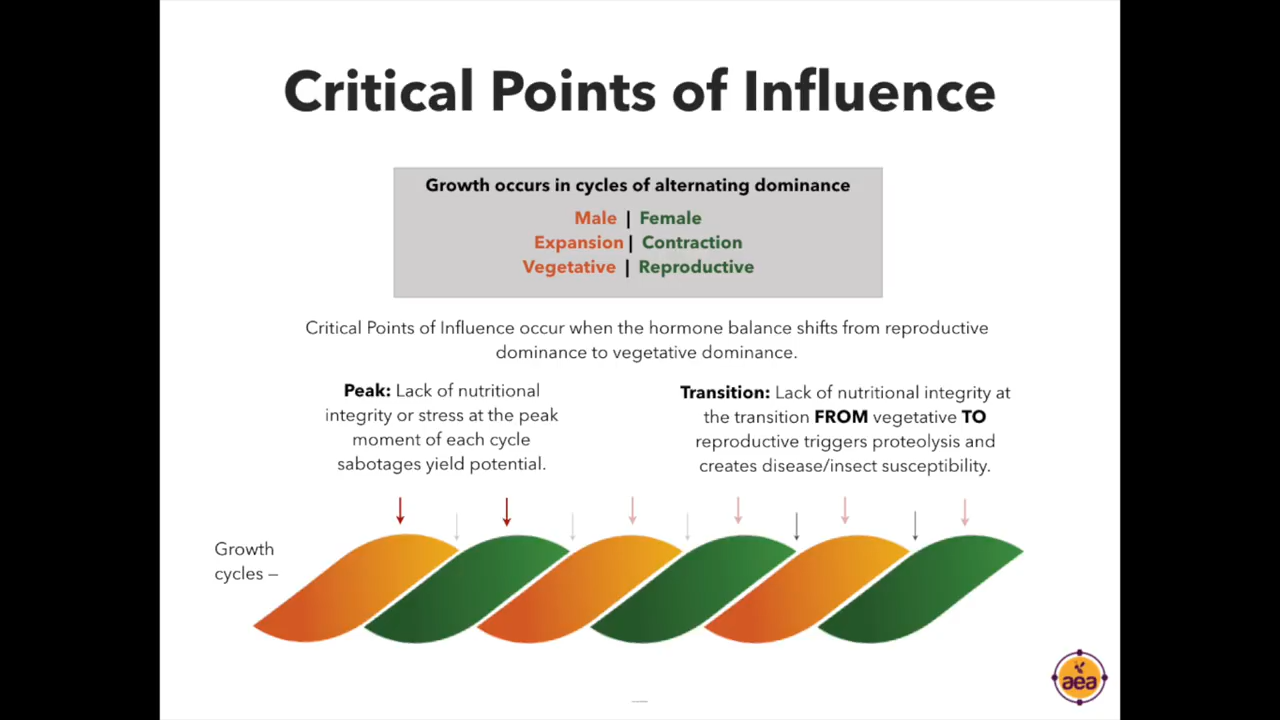 Critical Points of Influence
Growth occurs in cycles of alternating dominance
Male | Female
Expansion | Contraction
Vegetative | Reproductive
Critical Points of Influence occur when the hormone balance shifts from reproductive
dominance to vegetative dominance.
Peak: Lack of nutritional
integrity or stress at the peak
moment of each cycle
sabotages yield potential.
Transition: Lack of nutritional integrity at
the transition FROM vegetative TO
reproductive triggers proteolysis and
creates disease/insect susceptibility.
Growth
cycles –
aea